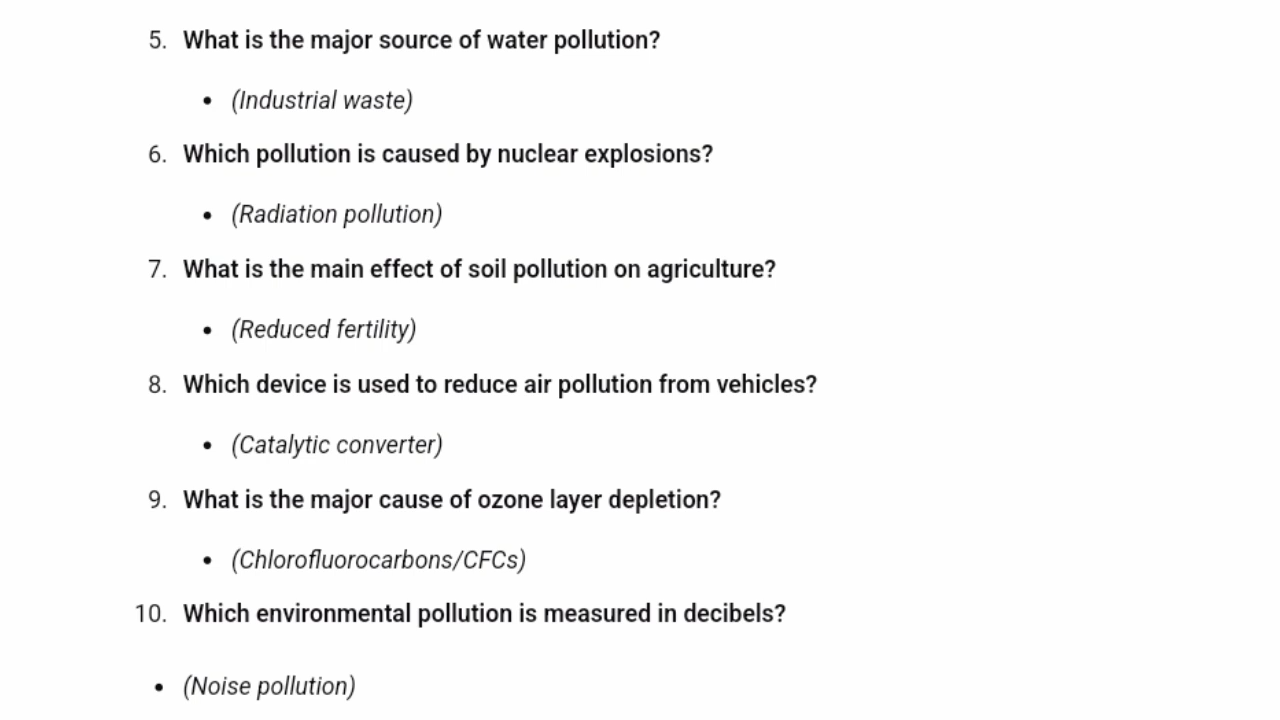 5. What is the major source of water pollution?
• (Industrial waste)
6. Which pollution is caused by nuclear explosions?
• (Radiation pollution)
7. What is the main effect of soil pollution on agriculture?
• (Reduced fertility)
8. Which device is used to reduce air pollution from vehicles?
• (Catalytic converter)
9. What is the major cause of ozone layer depletion?
• (Chlorofluorocarbons/CFCs)
10. Which environmental pollution is measured in decibels?
• (Noise pollution)